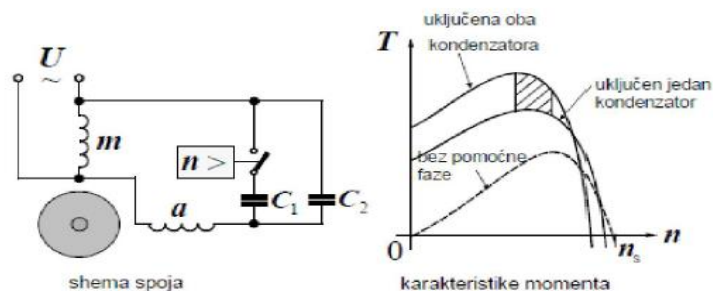 U
~
m
n >
C₁
C₂
a
shema spoja
uključena oba
kondenzatora
T
uključen jedan
kondenzator
bez pomoćne
faze
0
nₛ
n
karakteristike momenta